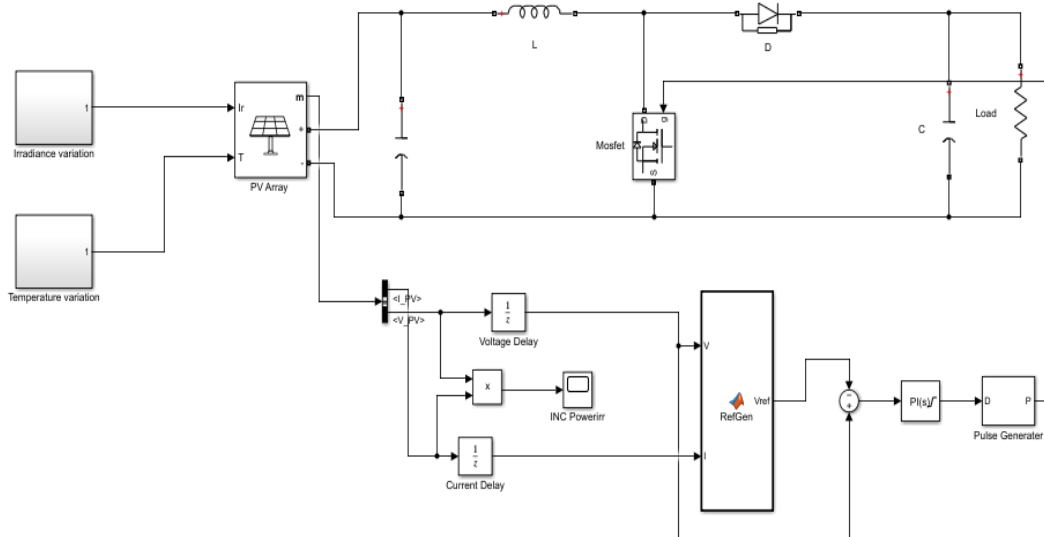 L
D
1
Irradiance variation
Ir
T
m
+
-
PV Array
Mosfet
g
D
S
C
Load
1
Temperature variation
<I_PV>
<V_PV>
1
z
Voltage Delay
x
INC Powerirr
1
z
Current Delay
V
I
RefGen
Vref
−
+
PI(s)
D
P
Pulse Generater